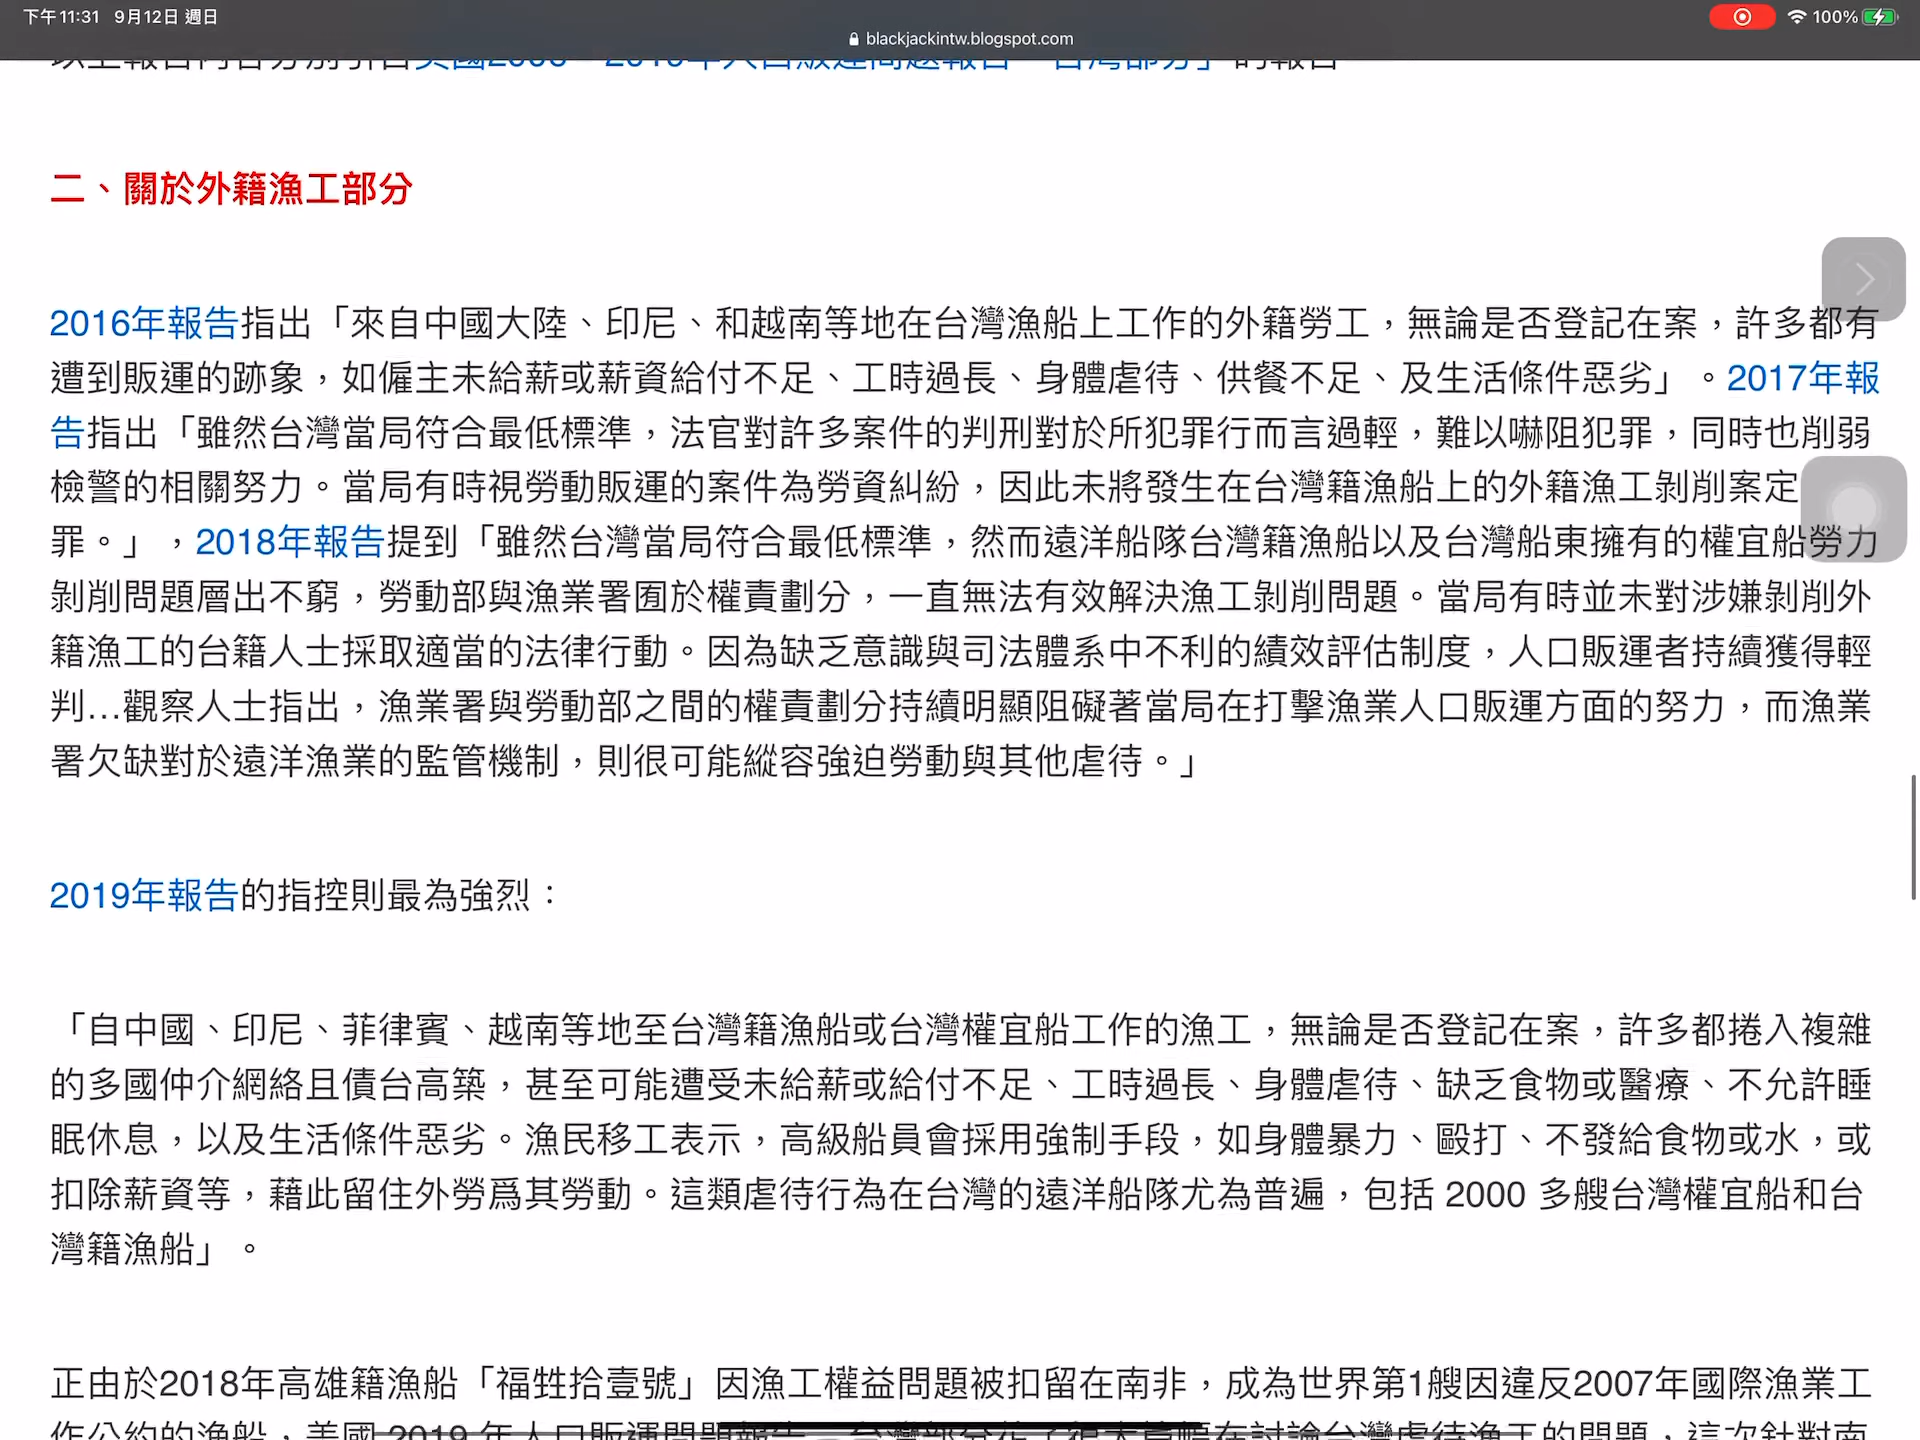 下午11:31 9月12日 週日
100%
blackjackintw.blogspot.com
二、關於外籍漁工部分
2016年報告指出「來自中國大陸、印尼、和越南等地在台灣漁船上工作的外籍勞工，無論是否登記在案，許多都有
遭到販運的跡象，如僱主未給薪或薪資給付不足、工時過長、身體虐待、供餐不足、及生活條件惡劣」。2017年報
告指出「雖然台灣當局符合最低標準，法官對許多案件的判刑對於所犯罪行而言過輕，難以嚇阻犯罪，同時也削弱
檢警的相關努力。當局有時視勞動販運的案件為勞資糾紛，因此未將發生在台灣籍漁船上的外籍漁工剝削案定
罪。」，2018年報告提到「雖然台灣當局符合最低標準，然而遠洋船隊台灣籍漁船以及台灣船東擁有的權宜船勞力
剝削問題層出不窮，勞動部與漁業署囿於權責劃分，一直無法有效解決漁工剝削問題。當局有時並未對涉嫌剝削外
籍漁工的台籍人士採取適當的法律行動。因為缺乏意識與司法體系中不利的績效評估制度，人口販運者持續獲得輕
判…觀察人士指出，漁業署與勞動部之間的權責劃分持續明顯阻礙著當局在打擊漁業人口販運方面的努力，而漁業
署欠缺對於遠洋漁業的監管機制，則很可能縱容強迫勞動與其他虐待。」
2019年報告的指控則最為強烈：
「自中國、印尼、菲律賓、越南等地至台灣籍漁船或台灣權宜船工作的漁工，無論是否登記在案，許多都捲入複雜
的多國仲介網絡且債台高築，甚至可能遭受未給薪或給付不足、工時過長、身體虐待、缺乏食物或醫療、不允許睡
眠休息，以及生活條件惡劣。漁民移工表示，高級船員會採用強制手段，如身體暴力、毆打、不發給食物或水，或
扣除薪資等，藉此留住外勞爲其勞動。這類虐待行為在台灣的遠洋船隊尤為普遍，包括 2000 多艘台灣權宜船和台
灣籍漁船」。
正由於2018年高雄籍漁船「福甡拾壹號」因漁工權益問題被扣留在南非，成為世界第1艘因違反2007年國際漁業工
作公約的漁船，美國 2019 年人口販運問題報告